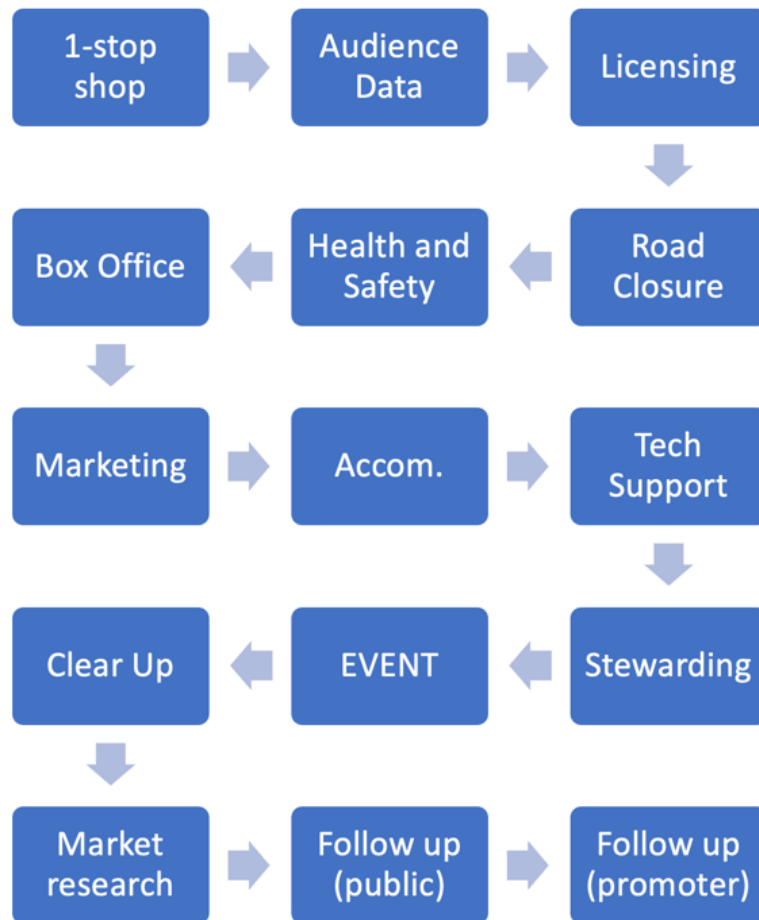 1-stop
shop
Audience
Data
Licensing
Road
Closure
Health and
Safety
Box Office
Marketing
Accom.
Tech
Support
Stewarding
EVENT
Clear Up
Market
research
Follow up
(public)
Follow up
(promoter)